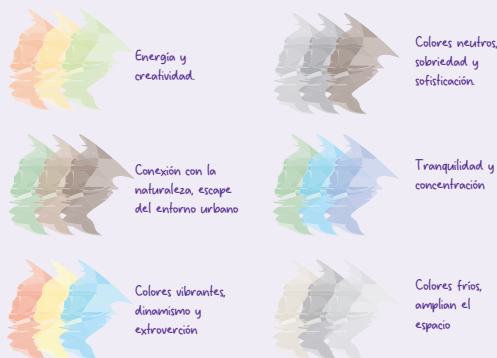 Energía y
creatividad.
Colores neutros,
sobriedad y
sofisticación.
Conexión con la
naturaleza, escape
del entorno urbano
Tranquilidad y
concentración
Colores vibrantes,
dinamismo y
extroverción
Colores fríos,
amplian el
espacio